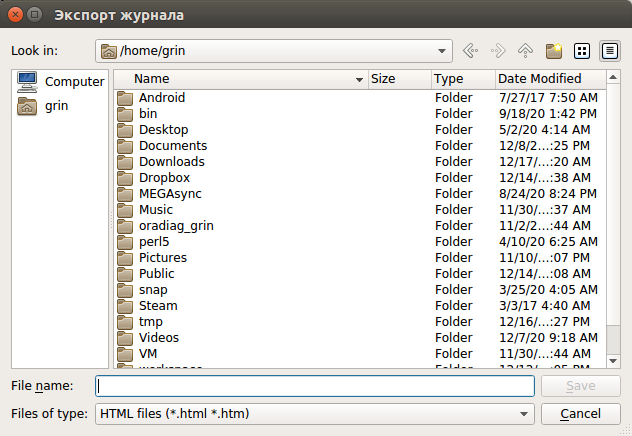 Экспорт журнала
Look in: /home/grin
Computer
grin
Name Size Type Date Modified
Android Folder 7/27/17 7:50 AM
bin Folder 9/18/20 1:42 PM
Desktop Folder 5/2/20 4:14 AM
Documents Folder 12/8/2...:25 PM
Downloads Folder 12/17/...:20 AM
Dropbox Folder 12/14/...:38 AM
MEGAsync Folder 8/24/20 8:24 PM
Music Folder 11/30/...:37 AM
oradiag_grin Folder 11/2/2...:44 AM
perl5 Folder 4/10/20 6:25 AM
Pictures Folder 11/10/...:07 PM
Public Folder 12/14/...:08 AM
snap Folder 3/25/20 4:05 AM
Steam Folder 3/3/17 4:40 AM
tmp Folder 12/16/...:27 PM
Videos Folder 12/7/20 9:18 AM
VM Folder 11/30/...:44 AM
File name: Save
Files of type: HTML files (*.html *.htm) Cancel